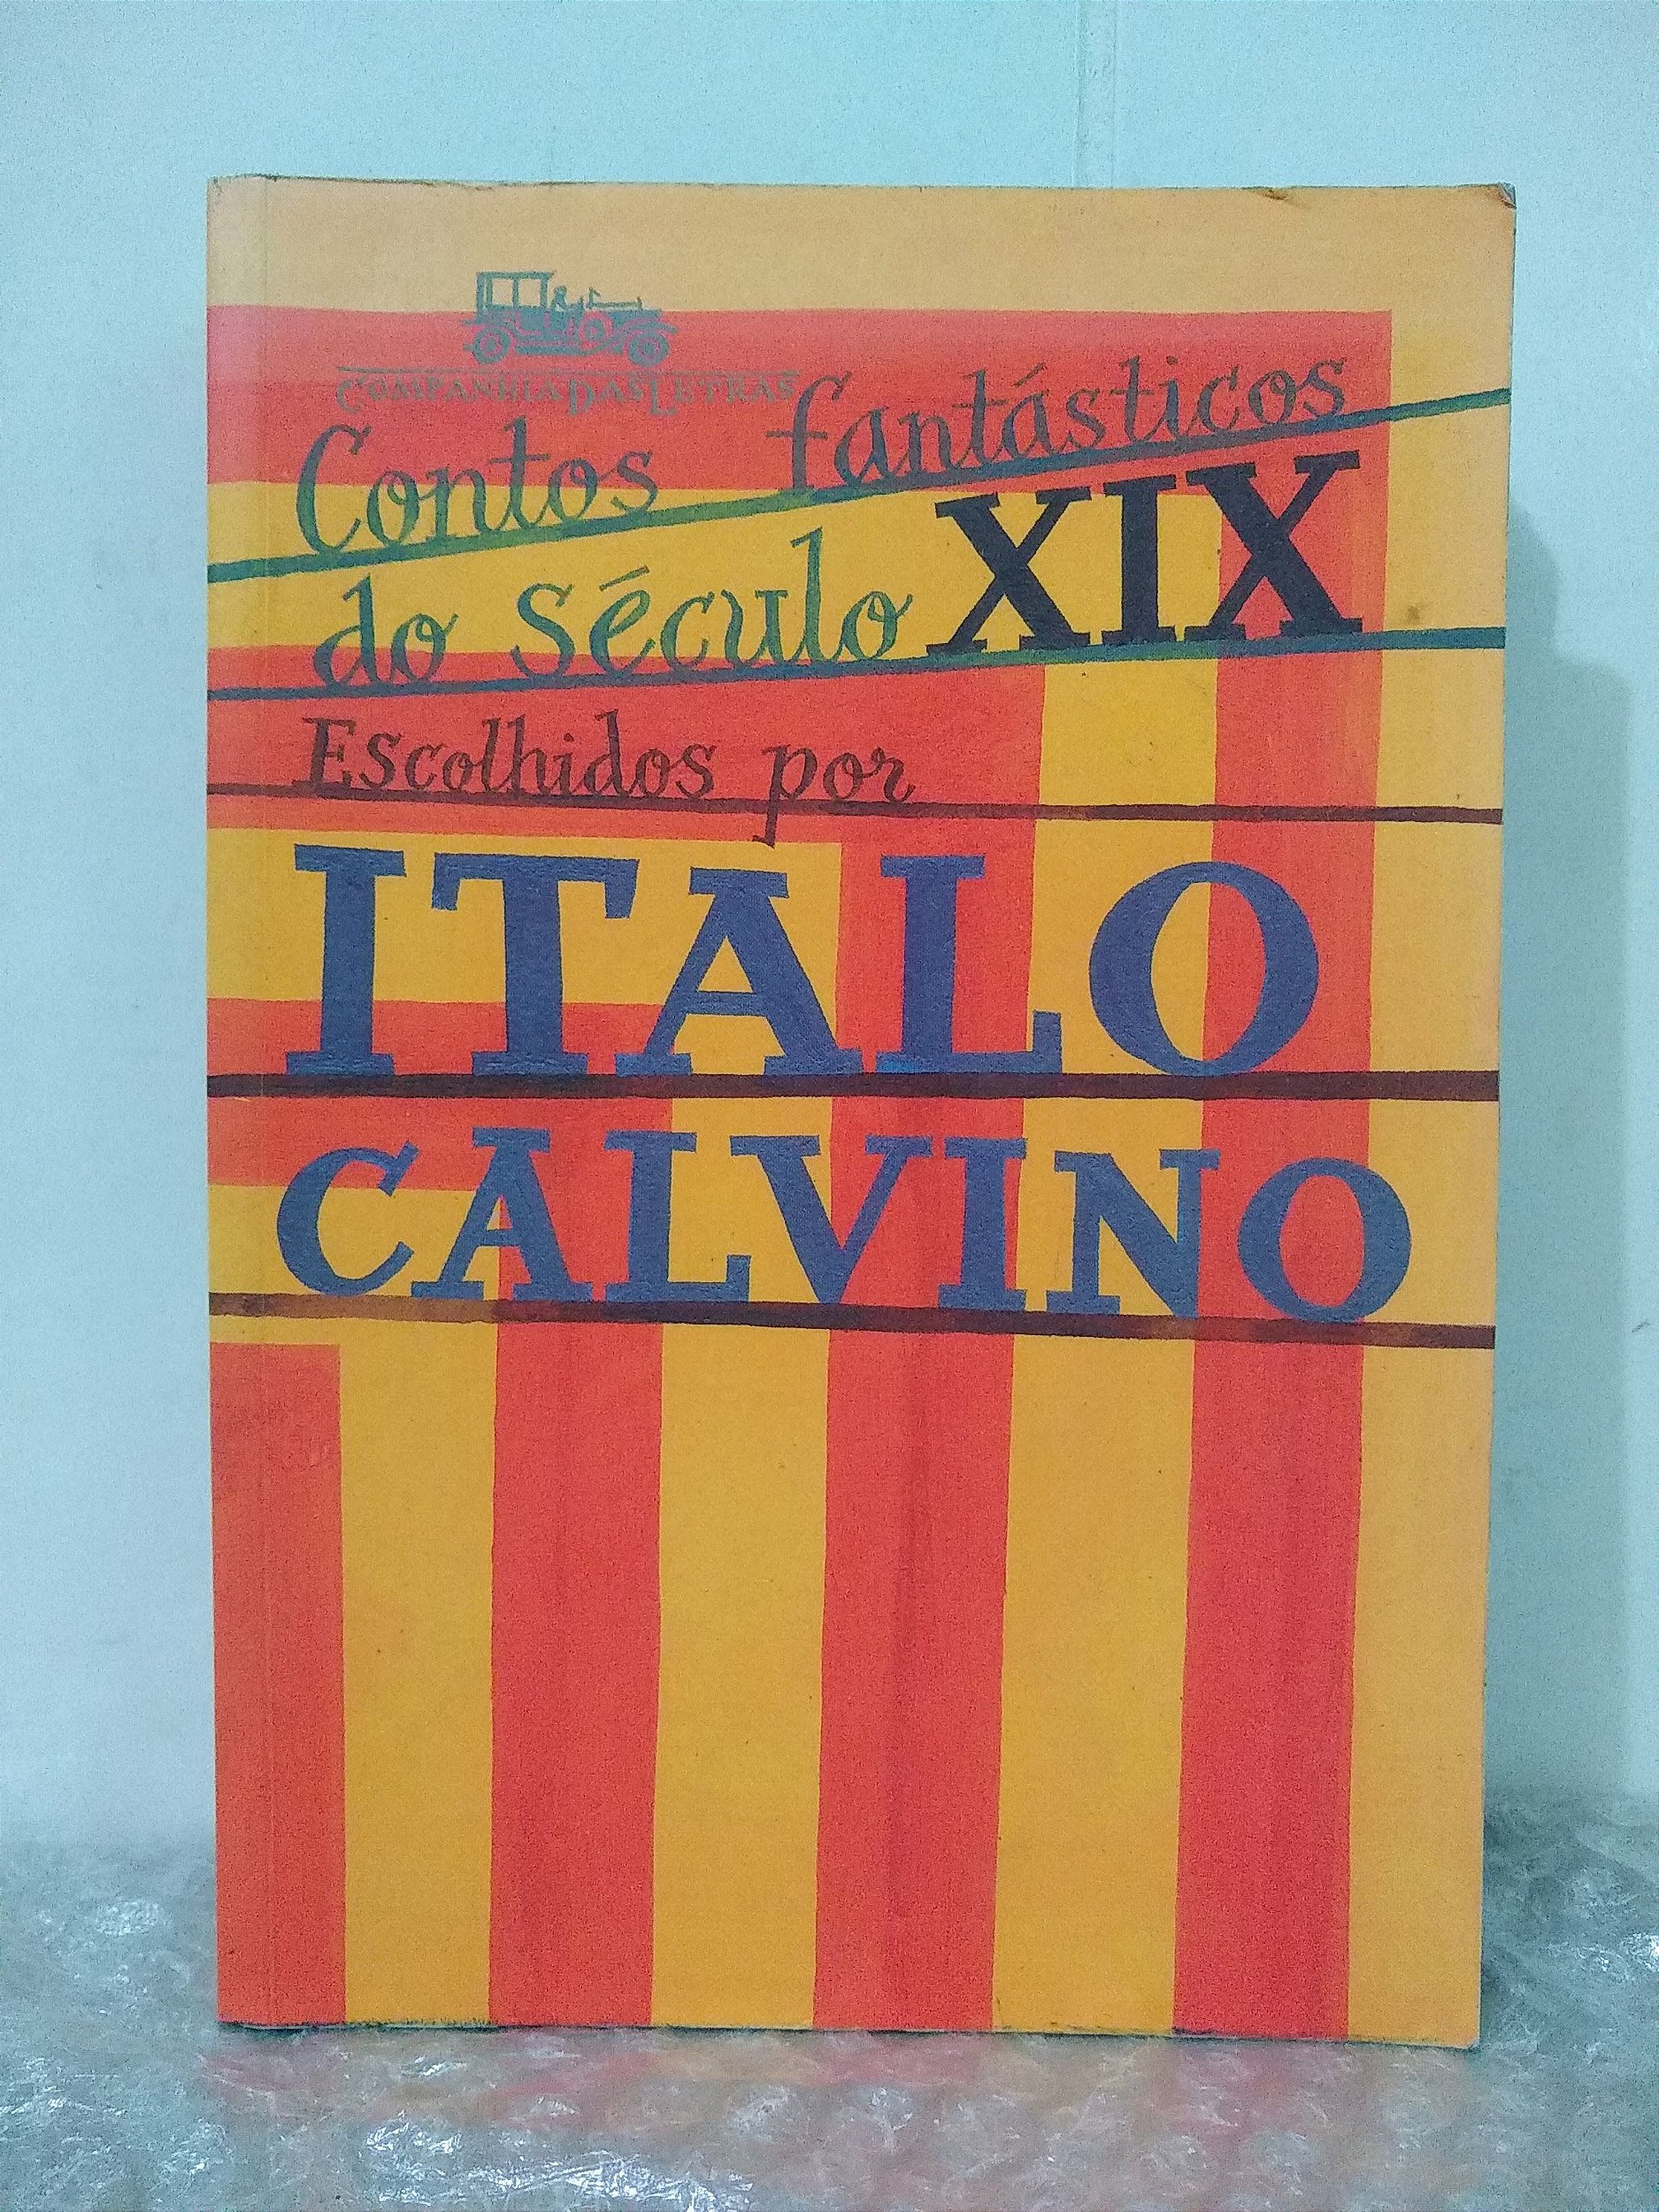 COMPANHIA DAS LETRAS
Contos fantásticos
do século XIX
Escolhidos por
ITALO
CALVINO